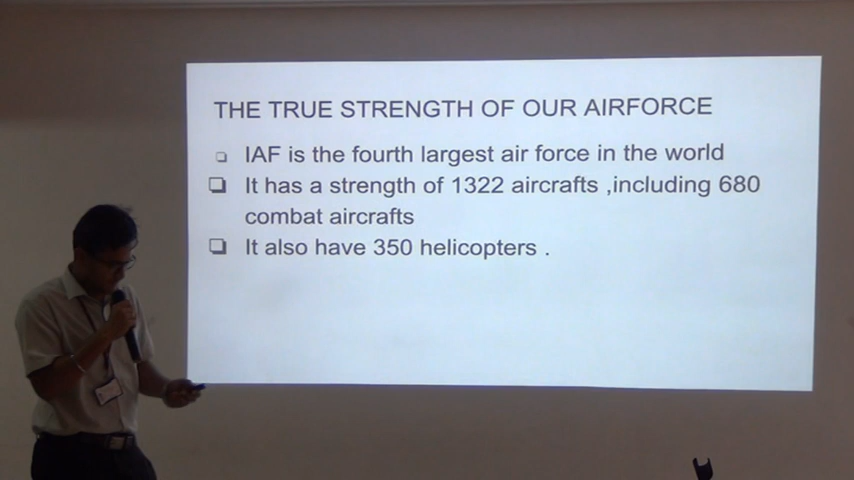 THE TRUE STRENGTH OF OUR AIRFORCE
IAF is the fourth largest air force in the world
It has a strength of 1322 aircrafts ,including 680
combat aircrafts
It also have 350 helicopters .